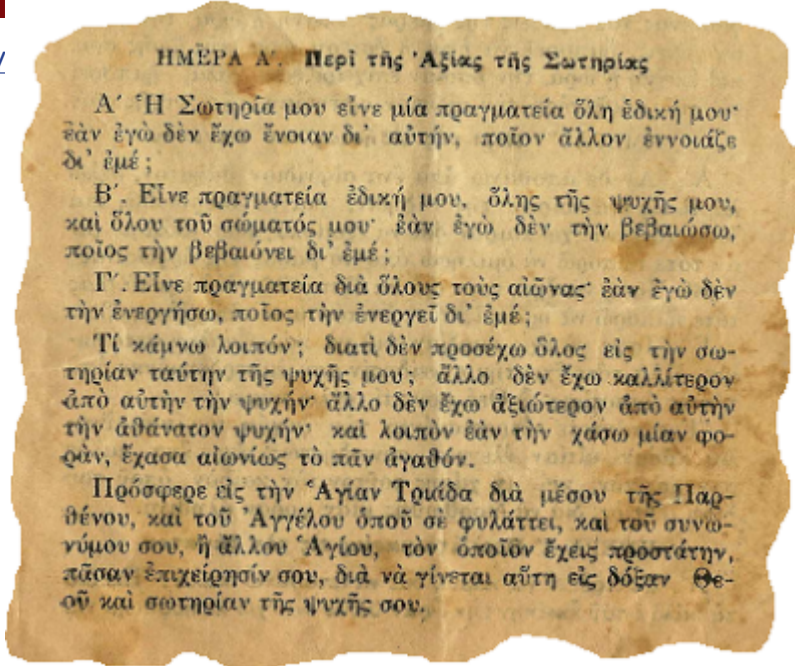 ΗΜΕΡΑ Α΄. Περὶ τῆς Ἀξίας τῆς Σωτηρίας
Α΄ Ἡ Σωτηρία μου εἶνε μία πραγματεία ὅλη ἐδική μου·
ἐὰν ἐγὼ δὲν ἔχω ἔνοιαν δι᾽ αὐτήν, ποῖον ἄλλον ἐννοιάζε
δι᾽ ἐμέ;
Β΄. Εἶνε πραγματεία ἐδική μου, ὅλης τῆς ψυχῆς μου,
καὶ ὅλου τοῦ σώματός μου· ἐὰν ἐγὼ δὲν τὴν βεβαιώσω,
ποῖος τὴν βεβαιόνει δι᾽ ἐμέ;
Γ΄. Εἶνε πραγματεία διὰ ὅλους τοὺς αἰῶνας· ἐὰν ἐγὼ δὲν
τὴν ἐνεργήσω, ποῖος τὴν ἐνεργεῖ δι᾽ ἐμέ;
Τί κάμνω λοιπόν; διατὶ δὲν προσέχω ὅλος εἰς τὴν σω-
τηρίαν ταύτην τῆς ψυχῆς μου; ἄλλο δὲν ἔχω καλλίτερον
ἀπὸ αὐτὴν τὴν ψυχήν· ἄλλο δὲν ἔχω ἀξιώτερον ἀπὸ αὐτὴν
τὴν ἀθάνατον ψυχήν· καὶ λοιπὸν ἐὰν τὴν χάσω μίαν φο-
ρὰν, ἔχασα αἰωνίως τὸ πᾶν ἀγαθόν.
Πρόσφερε εἰς τὴν Ἁγίαν Τριάδα διὰ μέσου τῆς Παρ-
θένου, καὶ τοῦ Ἀγγέλου ὁποῦ σὲ φυλάττει, καὶ τοῦ συνω-
νύμου σου, ἢ ἄλλου Ἁγίου, τὸν ὁποῖον ἔχεις προστάτην,
πᾶσαν ἐπιχείρησίν σου, διὰ νὰ γίνεται αὕτη εἰς δόξαν Θε-
οῦ καὶ σωτηρίαν τῆς ψυχῆς σου.